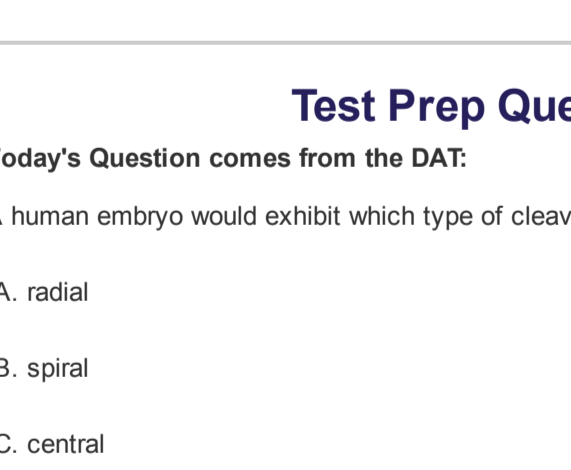 Test Prep Que
oday's Question comes from the DAT:
human embryo would exhibit which type of cleav
A. radial
B. spiral
C. central